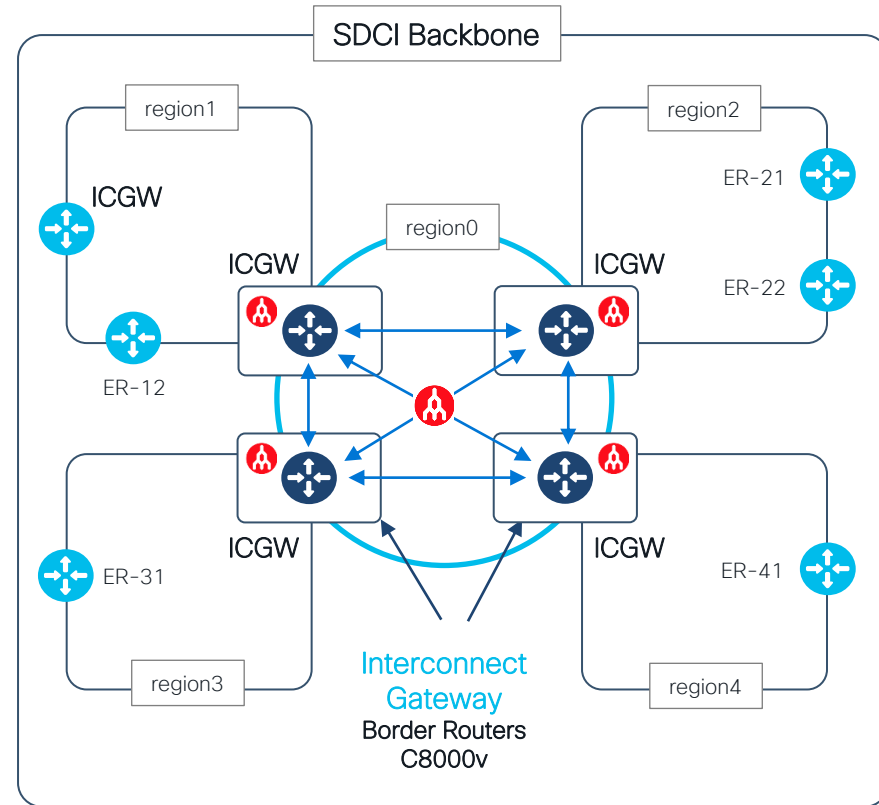 SDCI Backbone
region1
region2
ICGW
ER-21
region0
ICGW
ICGW
ER-22
ER-12
ER-31
ICGW
ICGW
ER-41
region3
Interconnect
Gateway
Border Routers
C8000v
region4